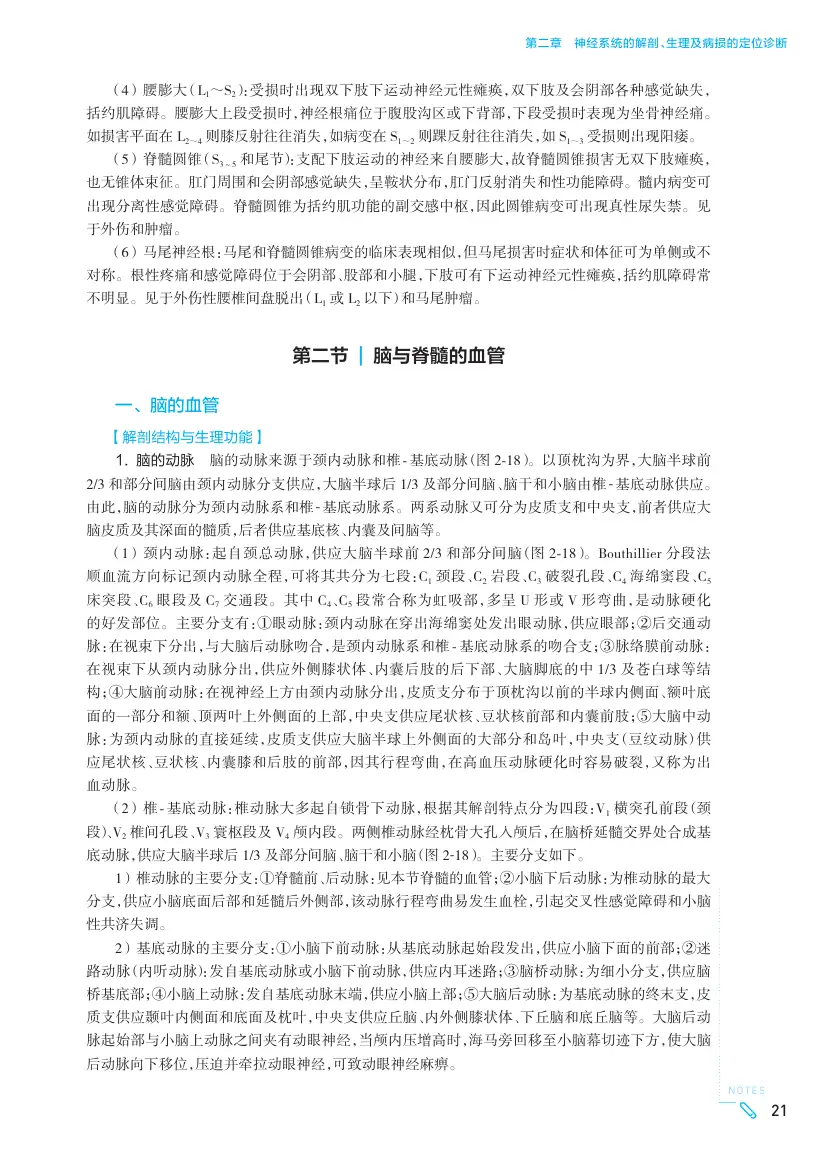 第二章 神经系统的解剖、生理及病损的定位诊断
（4）腰膨大（L₁～S₂）：受损时出现双下肢下运动神经元性瘫痪，双下肢及会阴部各种感觉缺失，
括约肌障碍。腰膨大上段受损时，神经根痛位于腹股沟区或下背部，下段受损时表现为坐骨神经痛。
如损害平面在 L₂～₄ 则膝反射往往消失，如病变在 S₁～₂ 则踝反射往往消失，如 S₁～₃ 受损则出现阳痿。
（5）脊髓圆锥（S₃～₅ 和尾节）：支配下肢运动的神经来自腰膨大，故脊髓圆锥损害无双下肢瘫痪，
也无锥体束征。肛门周围和会阴部感觉缺失，呈鞍状分布，肛门反射消失和性功能障碍。髓内病变可
出现分离性感觉障碍。脊髓圆锥为括约肌功能的副交感中枢，因此圆锥病变可出现真性尿失禁。见
于外伤和肿瘤。
（6）马尾神经根：马尾和脊髓圆锥病变的临床表现相似，但马尾损害时症状和体征可为单侧或不
对称。根性疼痛和感觉障碍位于会阴部、股部和小腿，下肢可有下运动神经元性瘫痪，括约肌障碍常
不明显。见于外伤性腰椎间盘脱出（L₁ 或 L₂ 以下）和马尾肿瘤。
第二节 | 脑与脊髓的血管
一、脑的血管
【解剖结构与生理功能】
1. 脑的动脉 脑的动脉来源于颈内动脉和椎-基底动脉（图 2-18）。以顶枕沟为界，大脑半球前
2/3 和部分间脑由颈内动脉分支供应，大脑半球后 1/3 及部分间脑、脑干和小脑由椎-基底动脉供应。
由此，脑的动脉分为颈内动脉系和椎-基底动脉系。两系动脉又可分为皮质支和中央支，前者供应大
脑皮质及其深面的髓质，后者供应基底核、内囊及间脑等。
（1）颈内动脉：起自颈总动脉，供应大脑半球前 2/3 和部分间脑（图 2-18）。Bouthillier 分段法
顺血流方向标记颈内动脉全程，可将其共分为七段：C₁ 颈段、C₂ 岩段、C₃ 破裂孔段、C₄ 海绵窦段、C₅
床突段、C₆ 眼段及 C₇ 交通段。其中 C₄、C₅ 段常合称为虹吸部，多呈 U 形或 V 形弯曲，是动脉硬化
的好发部位。主要分支有：①眼动脉：颈内动脉在穿出海绵窦处发出眼动脉，供应眼部；②后交通动
脉：在视束下分出，与大脑后动脉吻合，是颈内动脉系和椎-基底动脉系的吻合支；③脉络膜前动脉：
在视束下从颈内动脉分出，供应外侧膝状体、内囊后肢的后下部、大脑脚底的中 1/3 及苍白球等结
构；④大脑前动脉：在视神经上方由颈内动脉分出，皮质支分布于顶枕沟以前的半球内侧面、额叶底
面的一部分和额、顶两叶上外侧面的上部，中央支供应尾状核、豆状核前部和内囊前肢；⑤大脑中动
脉：为颈内动脉的直接延续，皮质支供应大脑半球上外侧面的大部分和岛叶，中央支（豆纹动脉）供
应尾状核、豆状核、内囊膝和后肢的前部，因其行程弯曲，在高血压动脉硬化时容易破裂，又称为出
血动脉。
（2）椎-基底动脉：椎动脉大多起自锁骨下动脉，根据其解剖特点分为四段：V₁ 横突孔前段（颈
段）、V₂ 椎间孔段、V₃ 寰枢段及 V₄ 颅内段。两侧椎动脉经枕骨大孔入颅后，在脑桥延髓交界处合成基
底动脉，供应大脑半球后 1/3 及部分间脑、脑干和小脑（图 2-18）。主要分支如下。
1）椎动脉的主要分支：①脊髓前、后动脉：见本节脊髓的血管；②小脑下后动脉：为椎动脉的最大
分支，供应小脑底面后部和延髓后外侧部，该动脉行程弯曲易发生血栓，引起交叉性感觉障碍和小脑
性共济失调。
2）基底动脉的主要分支：①小脑下前动脉：从基底动脉起始段发出，供应小脑下面的前部；②迷
路动脉（内听动脉）：发自基底动脉或小脑下前动脉，供应内耳迷路；③脑桥动脉：为细小分支，供应脑
桥基底部；④小脑上动脉：发自基底动脉末端，供应小脑上部；⑤大脑后动脉：为基底动脉的终末支，皮
质支供应颞叶内侧面和底面及枕叶，中央支供应丘脑、内外侧膝状体、下丘脑和底丘脑等。大脑后动
脉起始部与小脑上动脉之间夹有动眼神经，当颅内压增高时，海马旁回移至小脑幕切迹下方，使大脑
后动脉向下移位，压迫并牵拉动眼神经，可致动眼神经麻痹。
NOTES
21